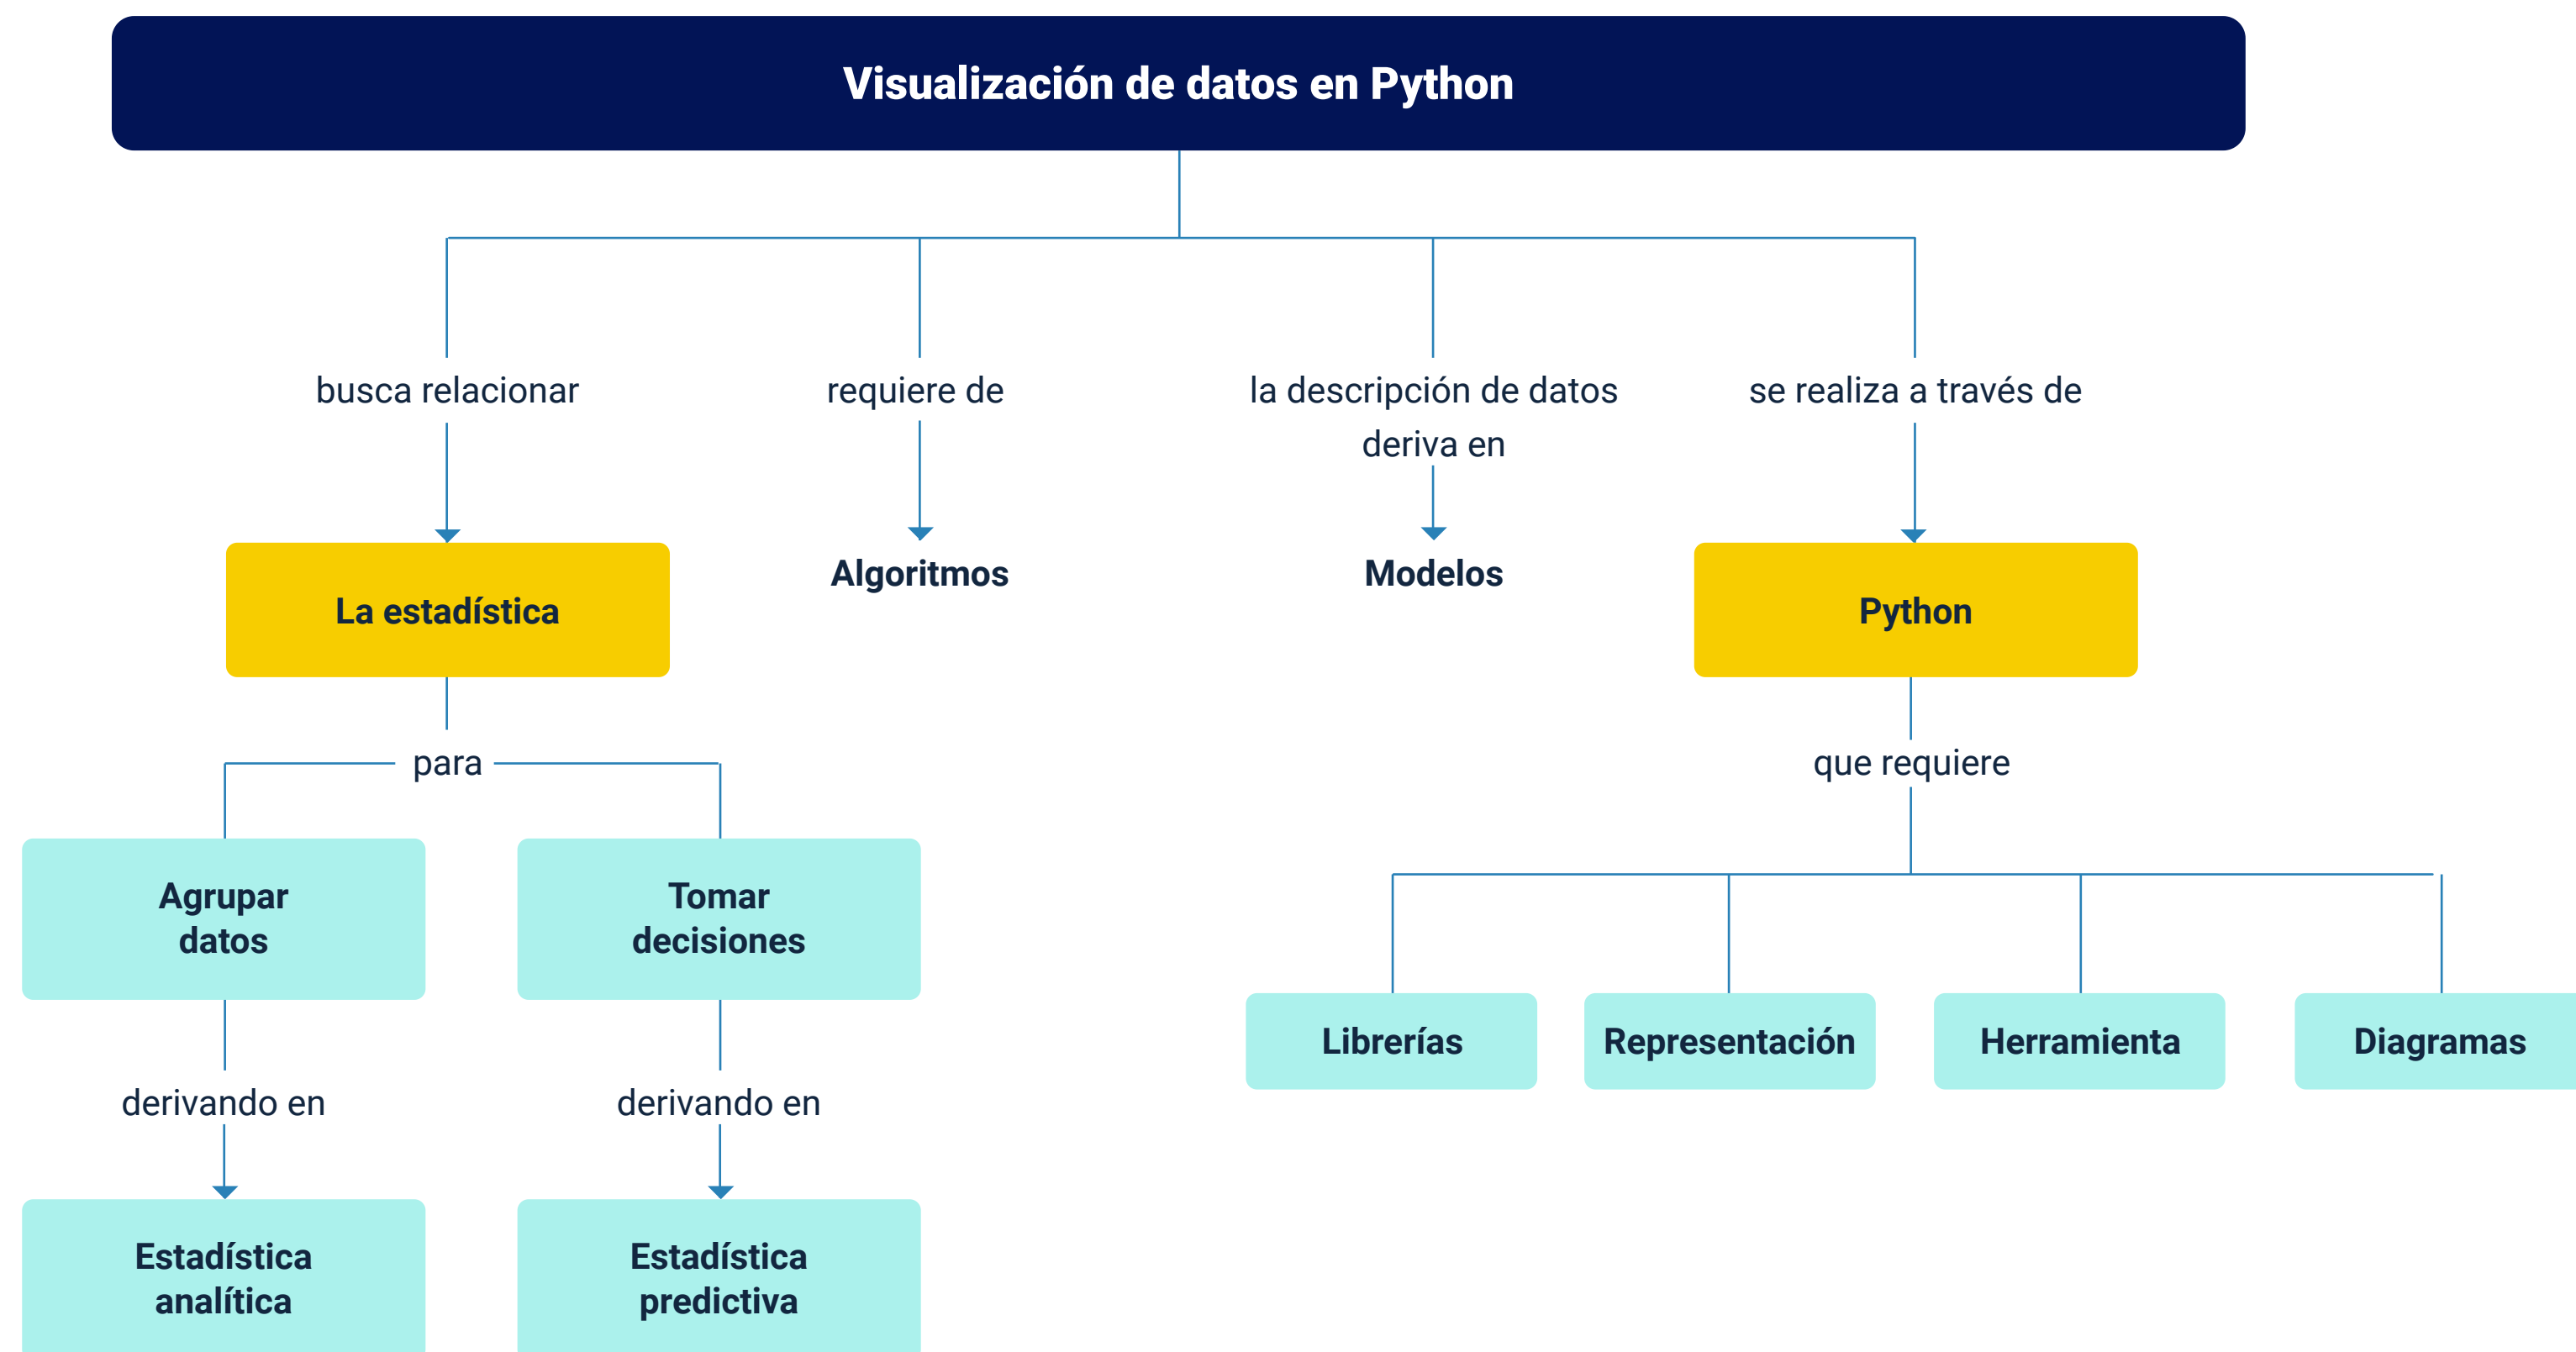 Visualización de datos en Python
busca relacionar
requiere de
la descripción de datos
deriva en
se realiza a través de
La estadística
Algoritmos
Modelos
Python
para
que requiere
Agrupar
datos
Tomar
decisiones
Librerías
Representación
Herramienta
Diagramas
derivando en
derivando en
Estadística
analítica
Estadística
predictiva